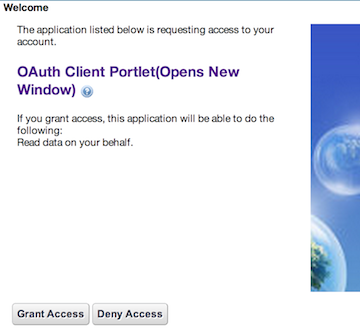 Welcome
The application listed below is requesting access to your
account.
OAuth Client Portlet(Opens New
Window)
If you grant access, this application will be able to do the
following:
Read data on your behalf.
Grant Access Deny Access